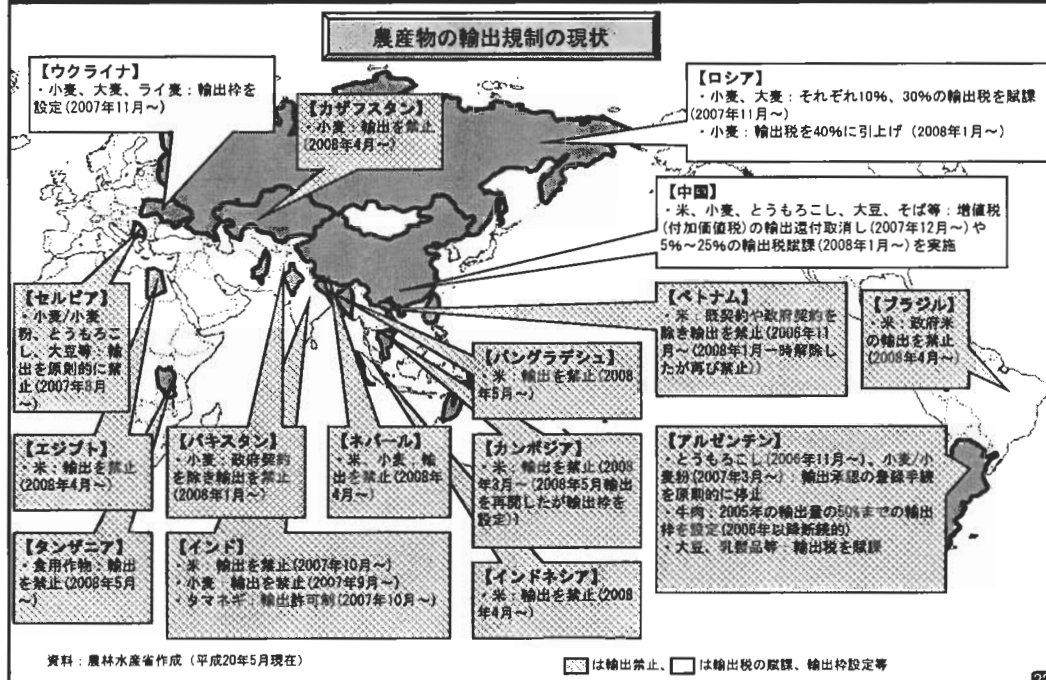 農産物の輸出規制の現状
【ウクライナ】
・小麦、大麦、ライ麦：輸出枠を
設定(2007年11月～)
【カザフスタン】
・小麦：輸出を禁止
(2008年4月～)
【ロシア】
・小麦、大麦：それぞれ10%、30%の輸出税を賦課
(2007年11月～)
・小麦：輸出税を40%に引上げ（2008年1月～）
【中国】
・米、小麦、とうもろこし、大豆、そば等：増値税
(付加価値税）の輸出還付取消し(2007年12月～）や
5%～25%の輸出税賦課(2008年1月～）を実施
【セルビア】
・小麦/小麦
粉、とうもろこ
し、大豆等：輸
出を原則的に禁
止(2007年8月
～)
【バングラデシュ】
・米：輸出を禁止(2008
年5月～)
【ベトナム】
・米：既契約や政府契約を
除き輸出を禁止(2006年11
月～(2008年1月一時解除し
たが再び禁止))
【ブラジル】
・米：政府米
の輸出を禁止
(2008年4月～)
【エジプト】
・米：輸出を禁止
(2008年4月～)
【パキスタン】
・小麦：政府契約
を除き輸出を禁止
(2008年1月～)
【ネパール】
・米、小麦：輸
出を禁止(2008
年4月～)
【カンボジア】
・米：輸出を禁止(2008
年3月～(2008年5月輸出
を再開したが輸出枠を
設定))
【アルゼンチン】
・とうもろこし(2006年11月～)、小麦/小
麦粉(2007年3月～)：輸出承認の登録手続
を原則的に停止
・牛肉：2005年の輸出量の50%までの輸出
枠を設定(2006年以降断続的)
・大豆、乳製品等：輸出税を賦課
【タンザニア】
・食用作物：輸出
を禁止(2008年5月
～)
【インド】
・米：輸出を禁止(2007年10月～)
・小麦：輸出を禁止(2007年9月～)
・タマネギ：輸出許可制(2007年10月～)
【インドネシア】
・米：輸出を禁止(2008
年4月～)
資料：農林水産省作成（平成20年5月現在）
は輸出禁止、 は輸出税の賦課、輸出枠設定等